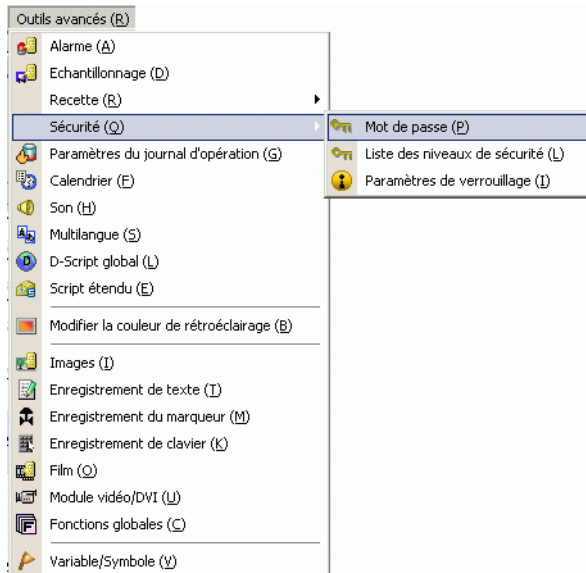 Outils avancés (R)
Alarme (A)
Echantillonnage (D)
Recette (R)
Sécurité (Q)
Mot de passe (P)
Liste des niveaux de sécurité (L)
Paramètres de verrouillage (I)
Paramètres du journal d'opération (G)
Calendrier (F)
Son (H)
Multilangue (S)
D-Script global (L)
Script étendu (E)
Modifier la couleur de rétroéclairage (B)
Images (I)
Enregistrement de texte (T)
Enregistrement du marqueur (M)
Enregistrement de clavier (K)
Film (O)
Module vidéo/DVI (U)
Fonctions globales (C)
Variable/Symbole (V)